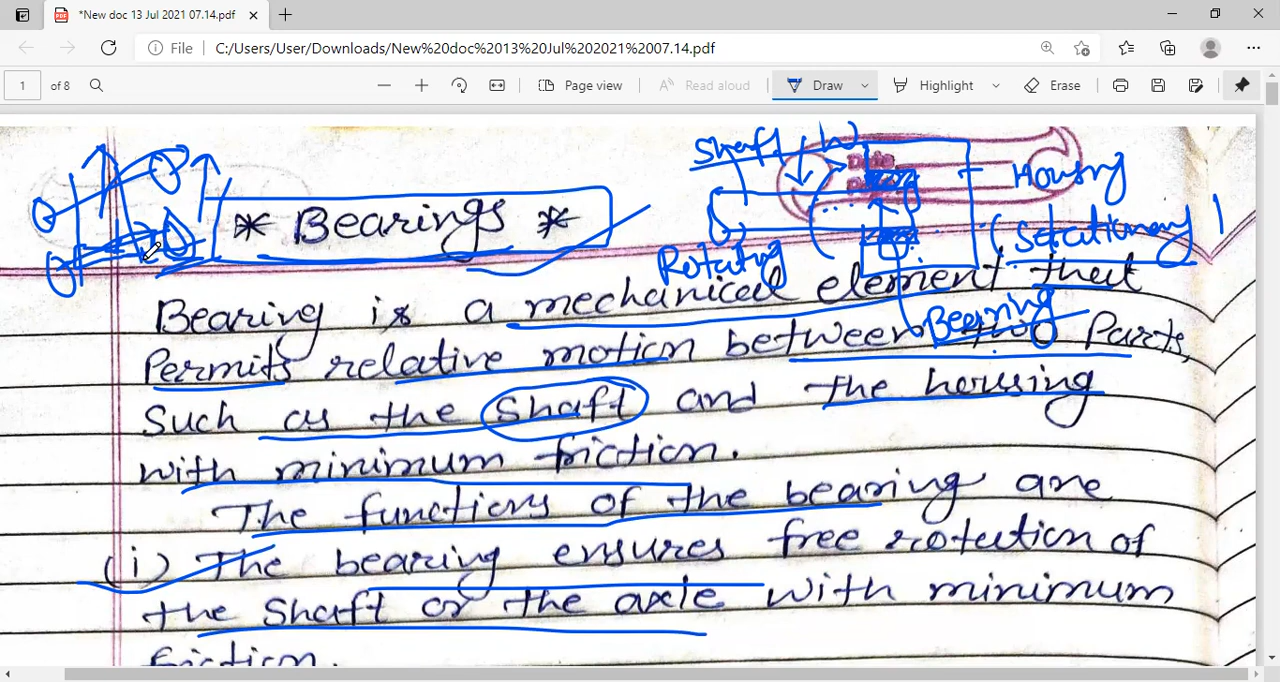 *New doc 13 Jul 2021 07.14.pdf
File
C:/Users/User/Downloads/New%20doc%2013%20Jul%202021%2007.14.pdf
1 of 8
Page view
Read aloud
Draw
Highlight
Erase
Shaft
W
Housing
(Stationary)
Rotating
Bearing
* Bearings *
Bearing is a mechanical element that
Permits relative motion between two Parts,
Such as the Shaft and the housing
with minimum friction.
The functions of the bearing are
(i) The bearing ensures free rotation of
the Shaft or the axle with minimum
friction.